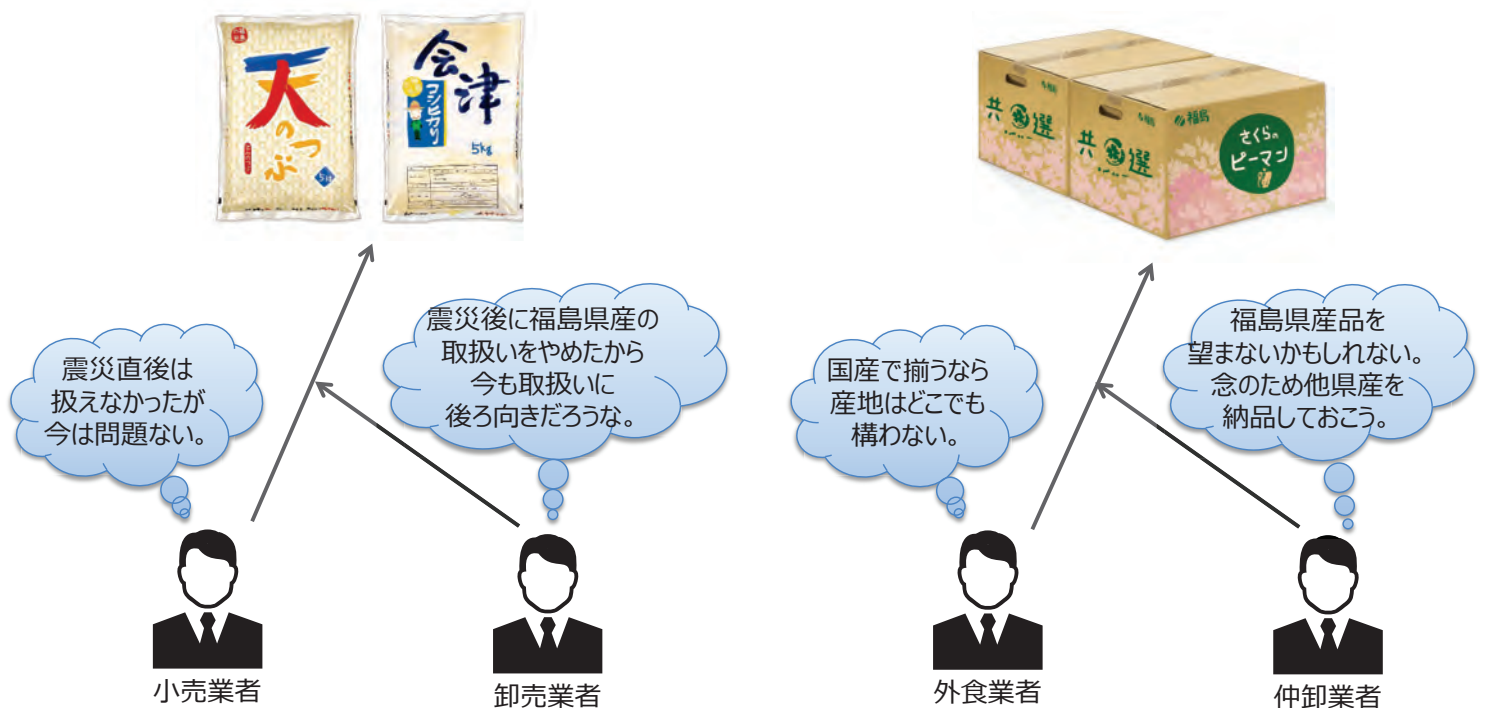 天のつぶ
5kg
会津
コシヒカリ
5kg
共選
福島
共選
福島
福島
さくらの
ピーマン
震災直後は
扱えなかったが
今は問題ない。
震災後に福島県産の
取扱いをやめたから
今も取扱いに
後ろ向きだろうな。
国産で揃うなら
産地はどこでも
構わない。
福島県産品を
望まないかもしれない。
念のため他県産を
納品しておこう。
小売業者
卸売業者
外食業者
仲卸業者